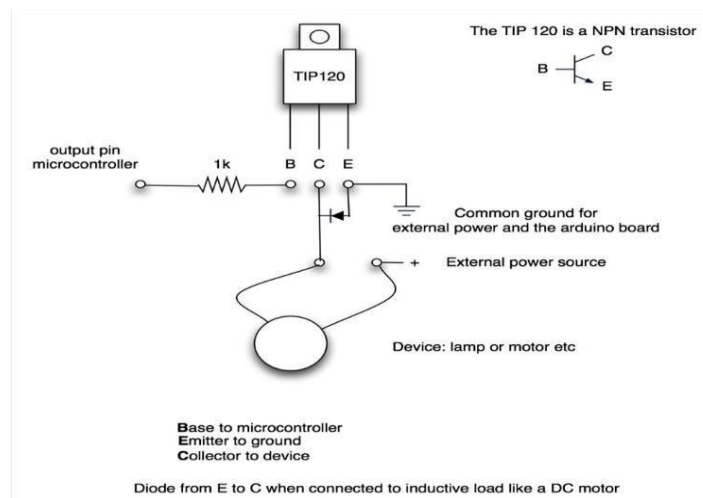 The TIP 120 is a NPN transistor
C
B
E
TIP120
output pin
microcontroller
1k
B C E
Common ground for
external power and the arduino board
+ External power source
Device: lamp or motor etc
Base to microcontroller
Emitter to ground
Collector to device
Diode from E to C when connected to inductive load like a DC motor